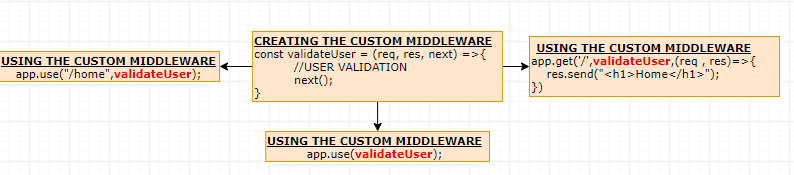 USING THE CUSTOM MIDDLEWARE
app.use("/home",validateUser);
CREATING THE CUSTOM MIDDLEWARE
const validateUser = (req, res, next) =>{
//USER VALIDATION
next();
}
USING THE CUSTOM MIDDLEWARE
app.get('/',validateUser,(req , res)=>{
res.send("<h1>Home</h1>");
})
USING THE CUSTOM MIDDLEWARE
app.use(validateUser);